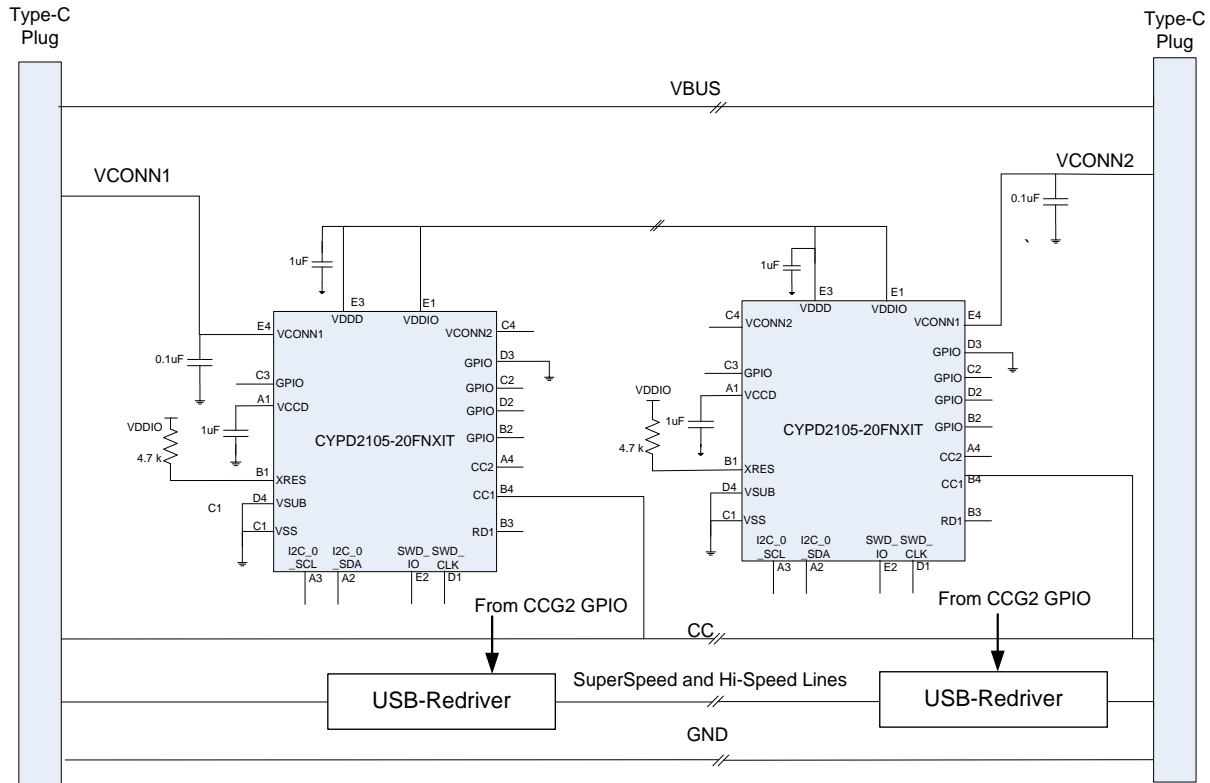 Type-C
Plug
Type-C
Plug
VBUS
VCONN1
VCONN2
0.1uF
`
1uF
1uF
E3
E1
E3
E1
VDDD
VDDIO
VDDD
VDDIO
E4
VCONN1
VCONN2
C4
C4
VCONN2
VCONN1
E4
0.1uF
GPIO
D3
GPIO
D3
C3
GPIO
GPIO
C2
C3
GPIO
GPIO
C2
A1
VCCD
GPIO
D2
A1
VCCD
GPIO
D2
VDDIO
1uF
VDDIO
1uF
4.7 k
4.7 k
CYPD2105-20FNXIT
CYPD2105-20FNXIT
GPIO
B2
GPIO
B2
CC2
A4
CC2
A4
B1
XRES
B1
XRES
CC1
B4
CC1
B4
C1
D4
VSUB
D4
VSUB
C1
VSS
RD1
B3
C1
VSS
RD1
B3
I2C_0
_SCL
I2C_0
_SDA
SWD_
IO
SWD_
CLK
I2C_0
_SCL
I2C_0
_SDA
SWD_
IO
SWD_
CLK
A3
A2
E2
D1
A3
A2
E2
D1
From CCG2 GPIO
From CCG2 GPIO
CC
USB-Redriver
SuperSpeed and Hi-Speed Lines
USB-Redriver
GND